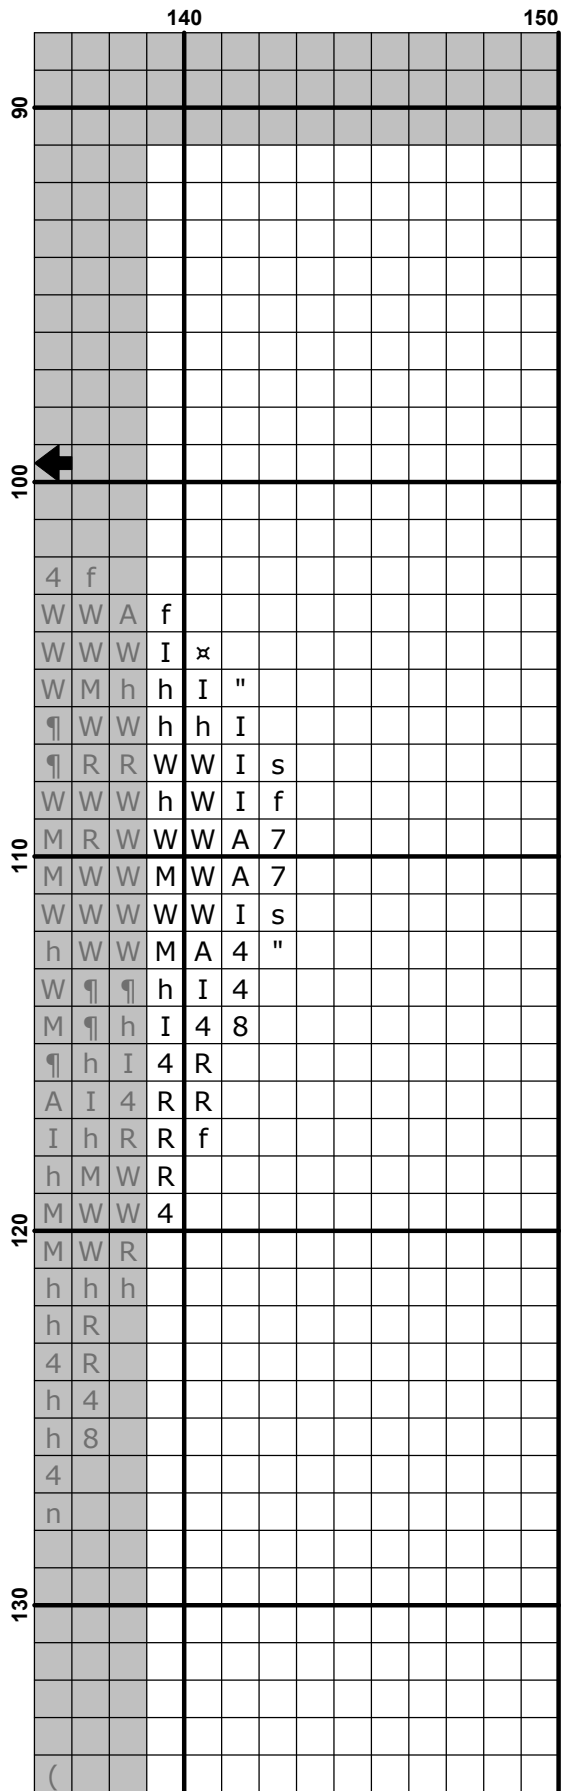 140 150
90
100
4 f
W W A f
W W W I ¤
W M h h I "
¶ W W h h I
¶ R R W W I s
W W W h W I f
M R W W W A 7
110
M W W M W A 7
W W W W W I s
h W W M A 4 "
W ¶ ¶ h I 4
M ¶ h I 4 8
¶ h I 4 R
A I 4 R R
I h R R f
h M W R
M W W 4
120
M W R
h h h
h R
4 R
h 4
h 8
4
n
130
(